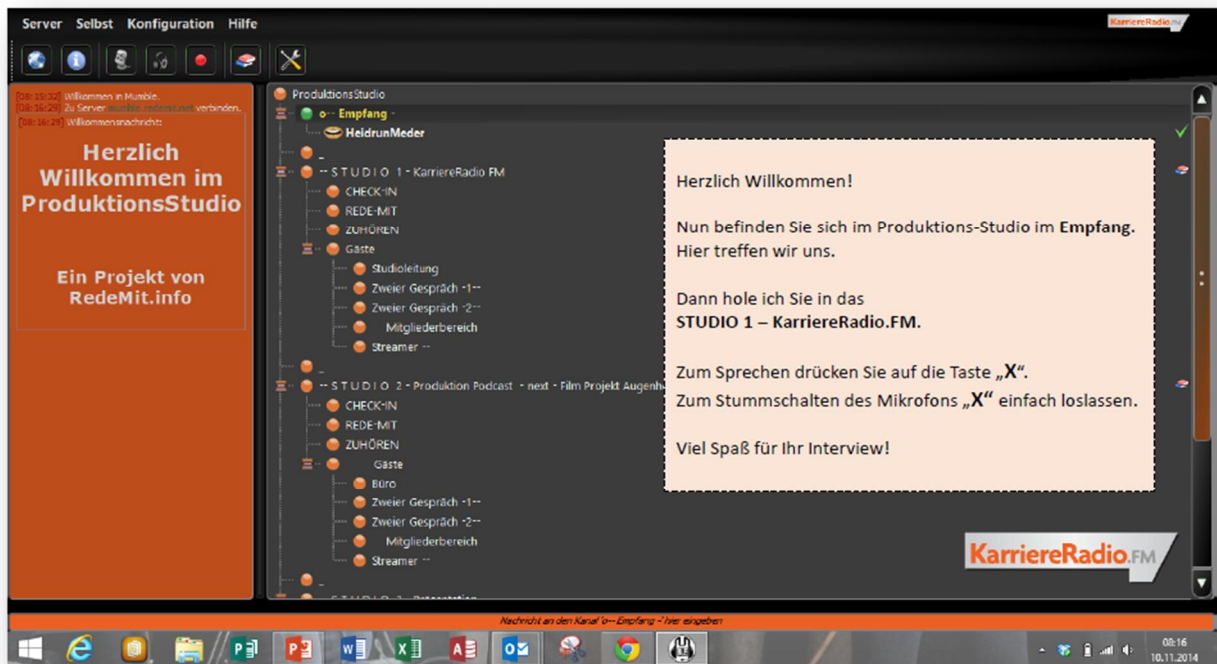 Server Selbst Konfiguration Hilfe
KarriereRadio.FM
[08:15:32] Willkommen in Mumble.
[08:16:29] Zu Server mumble.redemit.net verbinden.
[08:16:29] Willkommensnachricht:
Herzlich
Willkommen im
ProduktionsStudio
Ein Projekt von
RedeMit.info
ProduktionsStudio
o-- Empfang -
HeidrunMeder
_
-- S T U D I O 1 - KarriereRadio FM
CHECK-IN
REDE-MIT
ZUHÖREN
Gäste
Studioleitung
Zweier Gespräch -1--
Zweier Gespräch -2--
Mitgliederbereich
Streamer --
_
-- S T U D I O 2 - Produktion Podcast - next - Film Projekt Augenh
CHECK-IN
REDE-MIT
ZUHÖREN
Gäste
Büro
Zweier Gespräch -1--
Zweier Gespräch -2--
Mitgliederbereich
Streamer --
_
Herzlich Willkommen!
Nun befinden Sie sich im Produktions-Studio im Empfang.
Hier treffen wir uns.
Dann hole ich Sie in das
STUDIO 1 – KarriereRadio.FM.
Zum Sprechen drücken Sie auf die Taste „X“.
Zum Stummschalten des Mikrofons „X“ einfach loslassen.
Viel Spaß für Ihr Interview!
KarriereRadio.FM
Nachricht an den Kanal 'o-- Empfang -' hier eingeben
08:16
10.11.2014